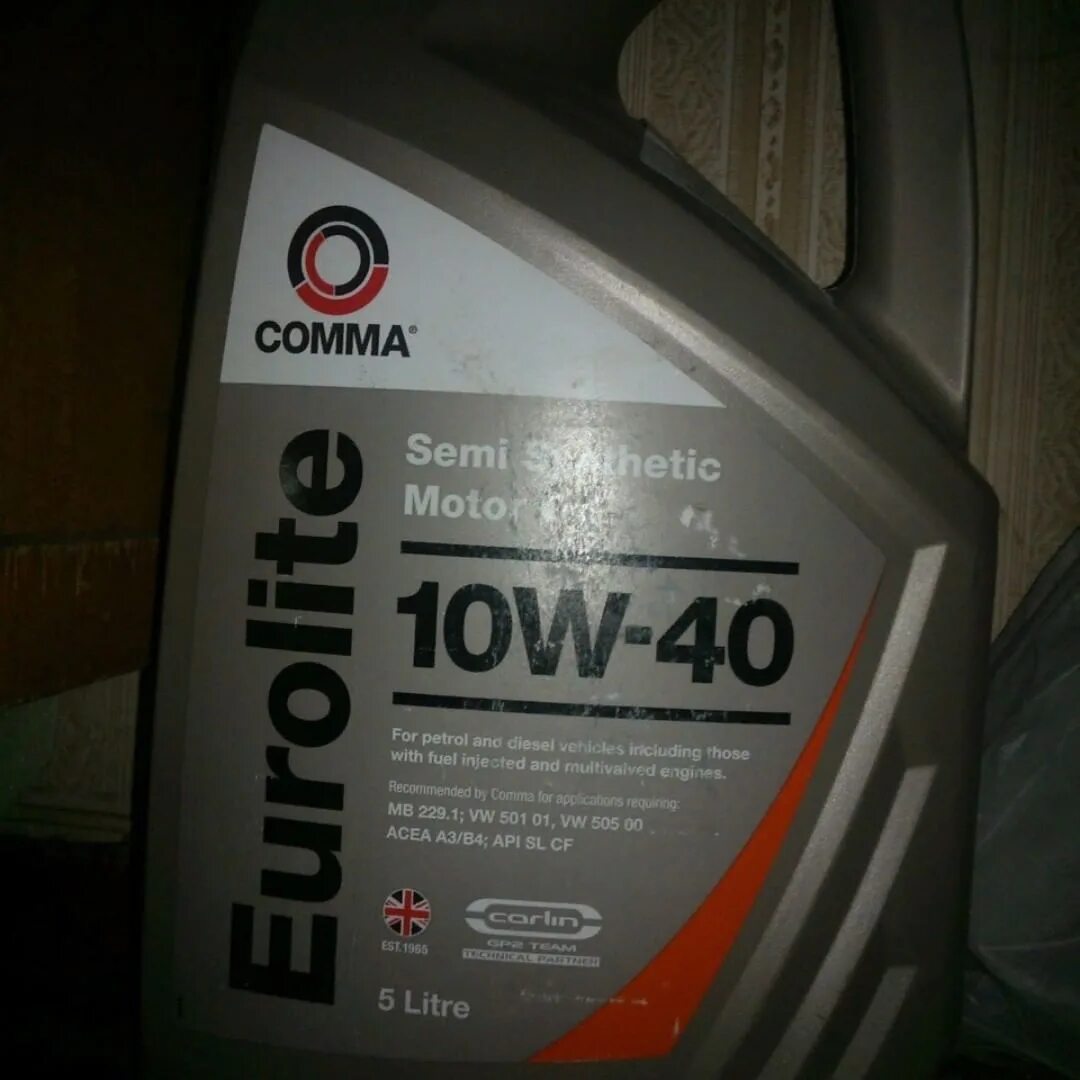 COMMA®
Eurolite
Semi Synthetic
Motor
10W-40
For petrol and diesel vehicles including those
with fuel injected and multivalved engines.
Recommended by Comma for applications requiring:
MB 229.1; VW 501 01, VW 505 00
ACEA A3/B4; API SL CF
EST.1965
carlin
GP2 TEAM
TECHNICAL PARTNER
5 Litre